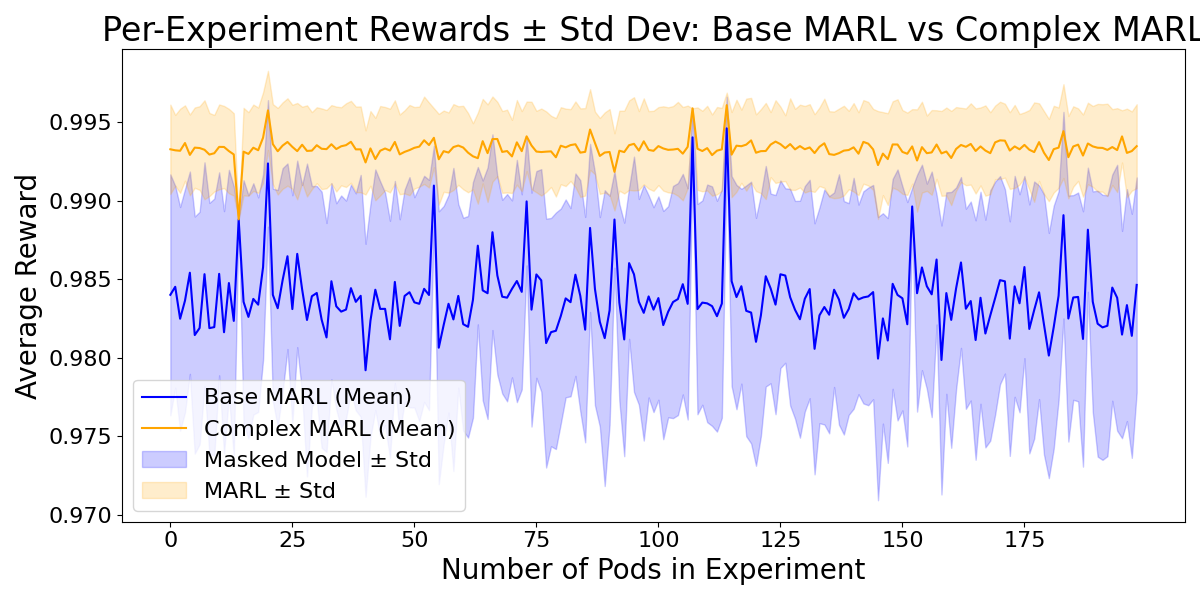 Per-Experiment Rewards ± Std Dev: Base MARL vs Complex MARL
Average Reward
0.995
0.990
0.985
0.980
0.975
0.970
Base MARL (Mean)
Complex MARL (Mean)
Masked Model ± Std
MARL ± Std
0 25 50 75 100 125 150 175
Number of Pods in Experiment